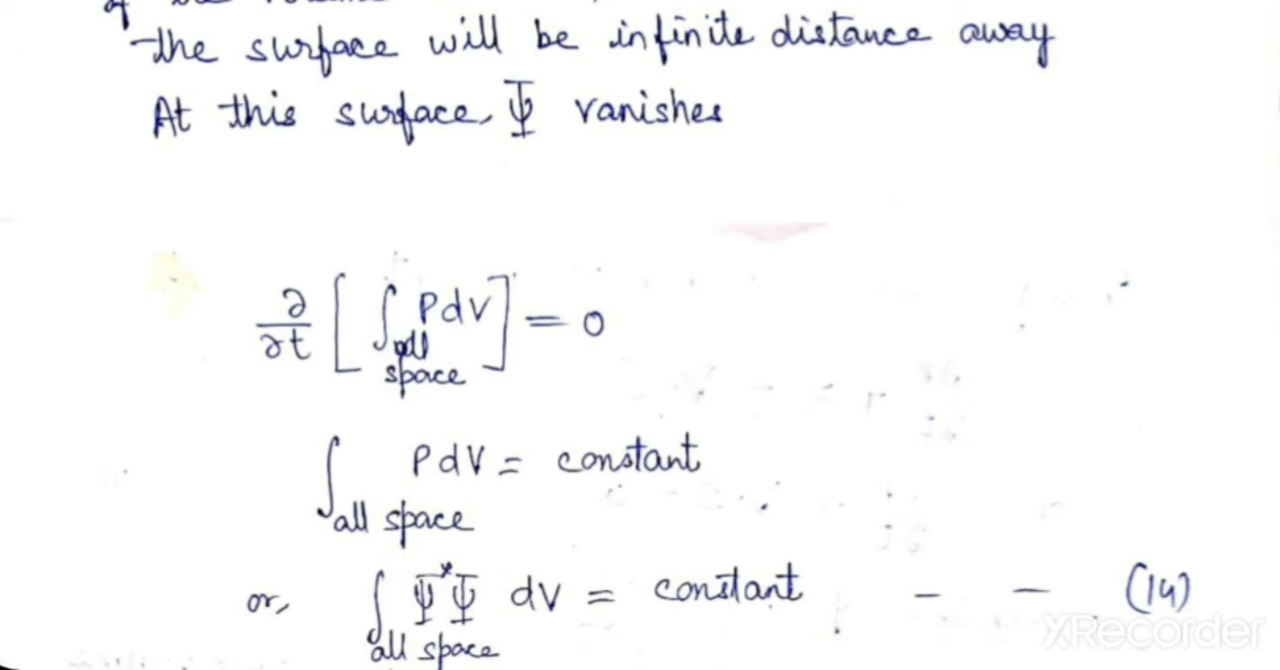 the surface will be infinite distance away
At this surface, Ψ vanishes
∂/∂t [ ∫all space P dV ] = 0
∫all space P dV = constant
or, ∫all space Ψ*Ψ dV = constant - - (14)
XRecorder